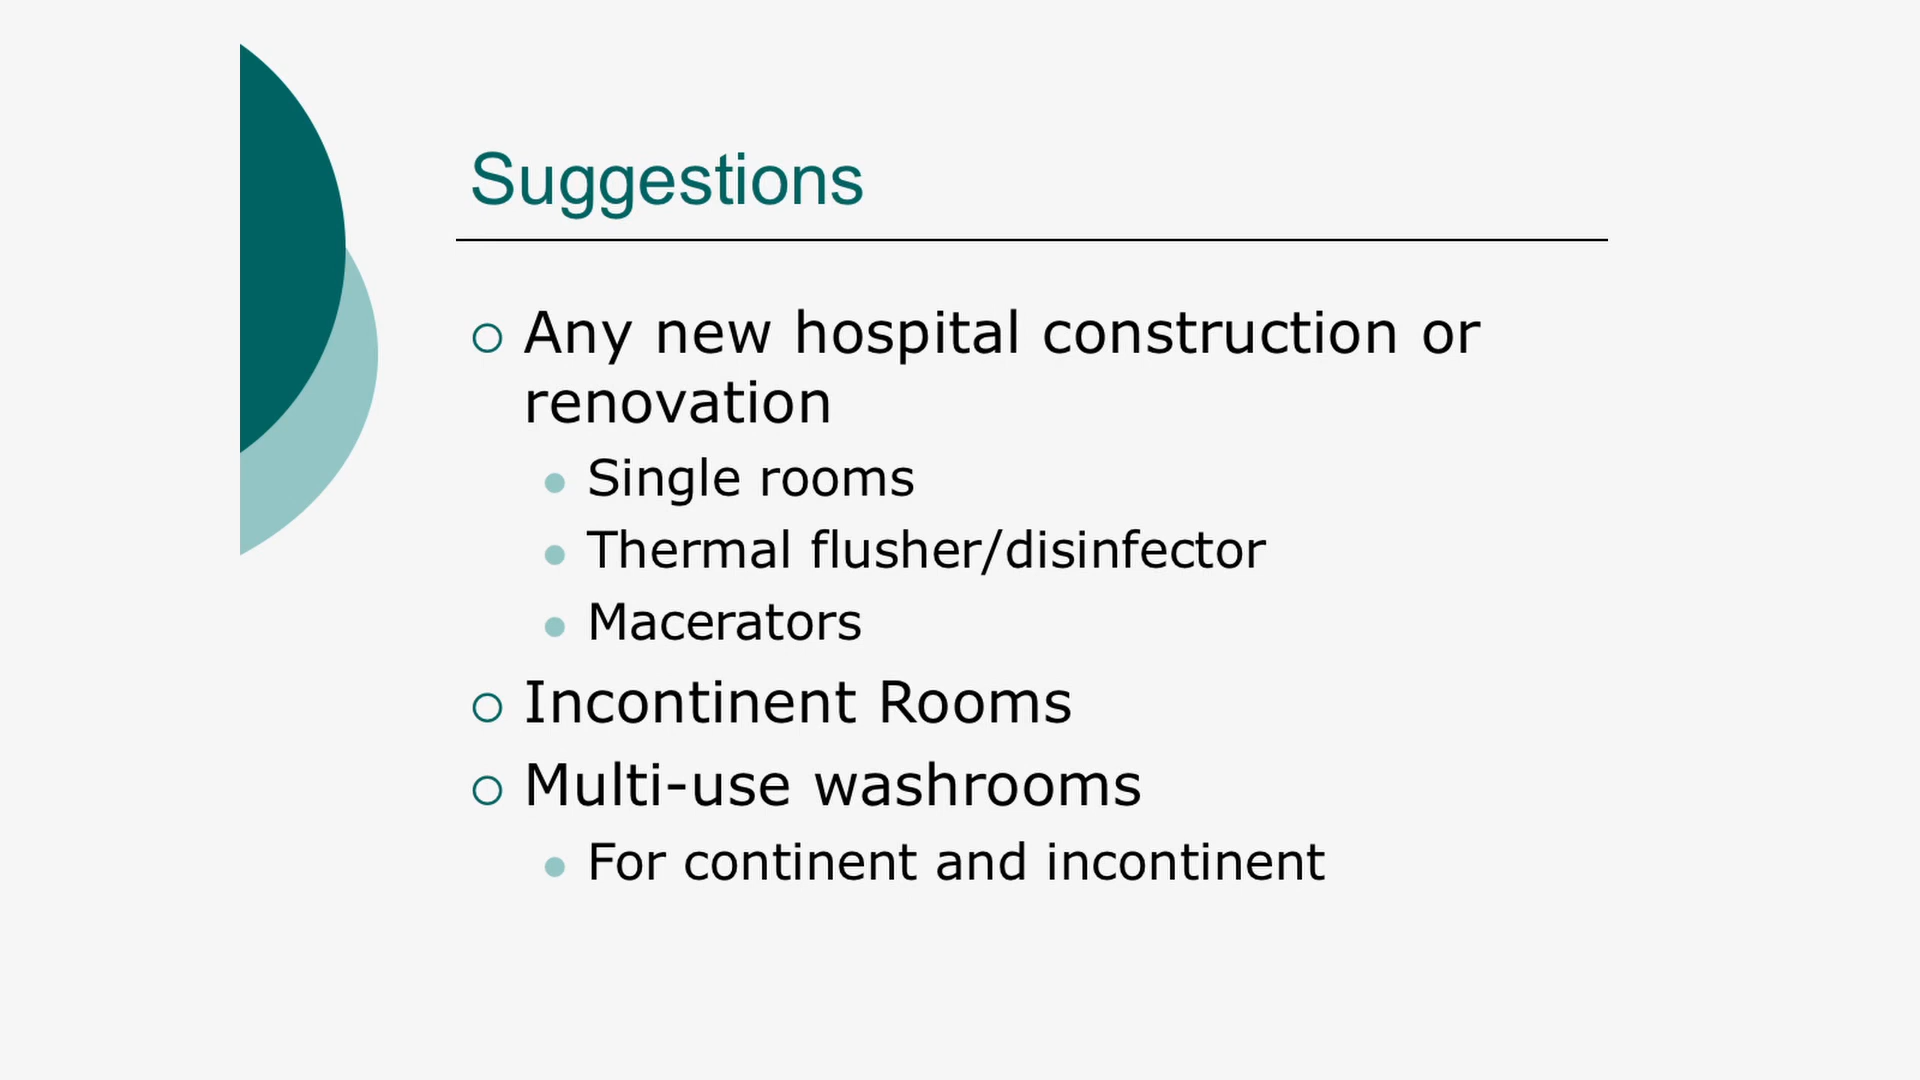 Suggestions
Any new hospital construction or
renovation
Single rooms
Thermal flusher/disinfector
Macerators
Incontinent Rooms
Multi-use washrooms
For continent and incontinent